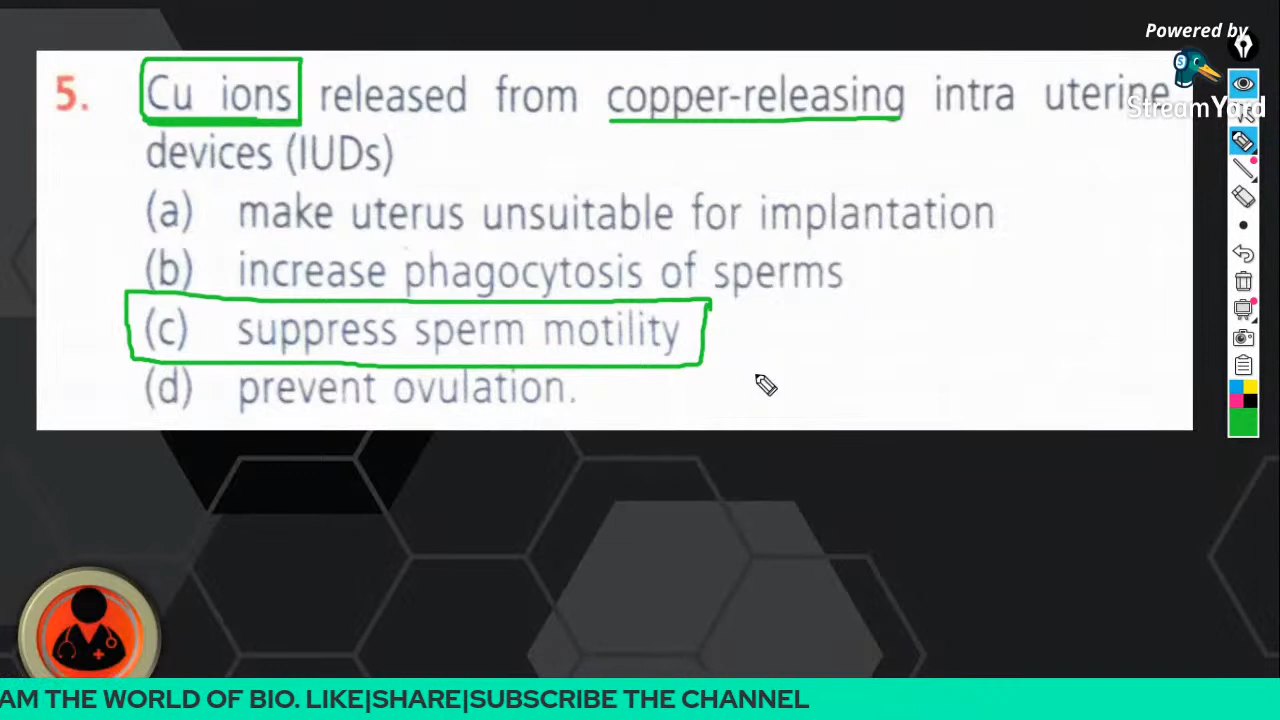 Powered by
StreamYard
5. Cu ions released from copper-releasing intra uterine
devices (IUDs)
(a) make uterus unsuitable for implantation
(b) increase phagocytosis of sperms
(c) suppress sperm motility
(d) prevent ovulation.
AM THE WORLD OF BIO. LIKE|SHARE|SUBSCRIBE THE CHANNEL